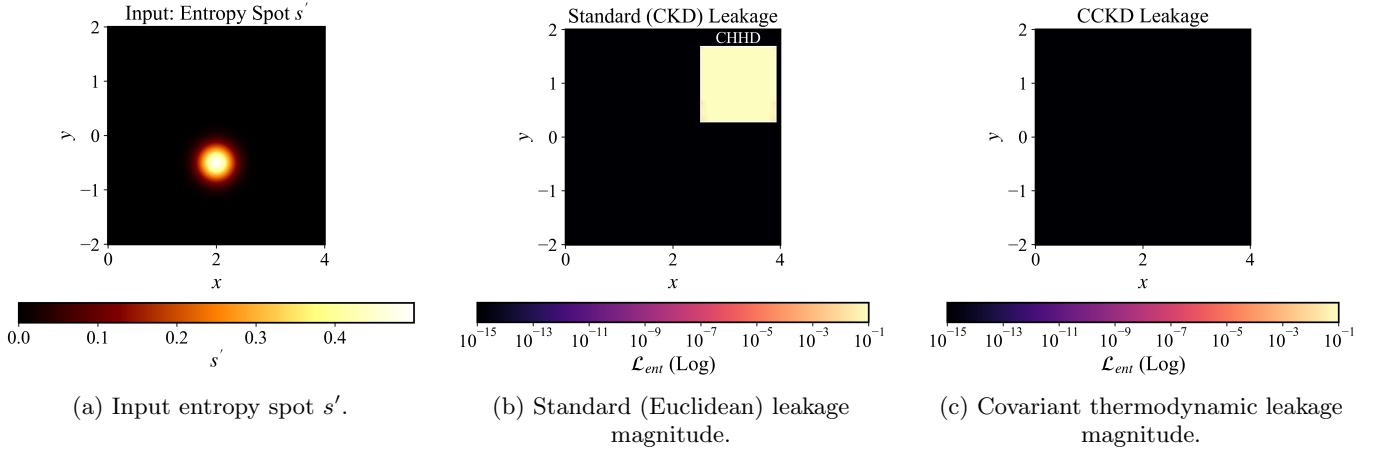 Input: Entropy Spot s′
2
1
0
−1
−2
y
0
2
4
x
0.0
0.1
0.2
0.3
0.4
s′
(a) Input entropy spot s′.
Standard (CKD) Leakage
CHHD
2
1
0
−1
−2
y
0
2
4
x
10⁻¹⁵
10⁻¹³
10⁻¹¹
10⁻⁹
10⁻⁷
10⁻⁵
10⁻³
10⁻¹
ℒₑₙₜ (Log)
(b) Standard (Euclidean) leakage
magnitude.
CCKD Leakage
2
1
0
−1
−2
y
0
2
4
x
10⁻¹⁵
10⁻¹³
10⁻¹¹
10⁻⁹
10⁻⁷
10⁻⁵
10⁻³
10⁻¹
ℒₑₙₜ (Log)
(c) Covariant thermodynamic leakage
magnitude.